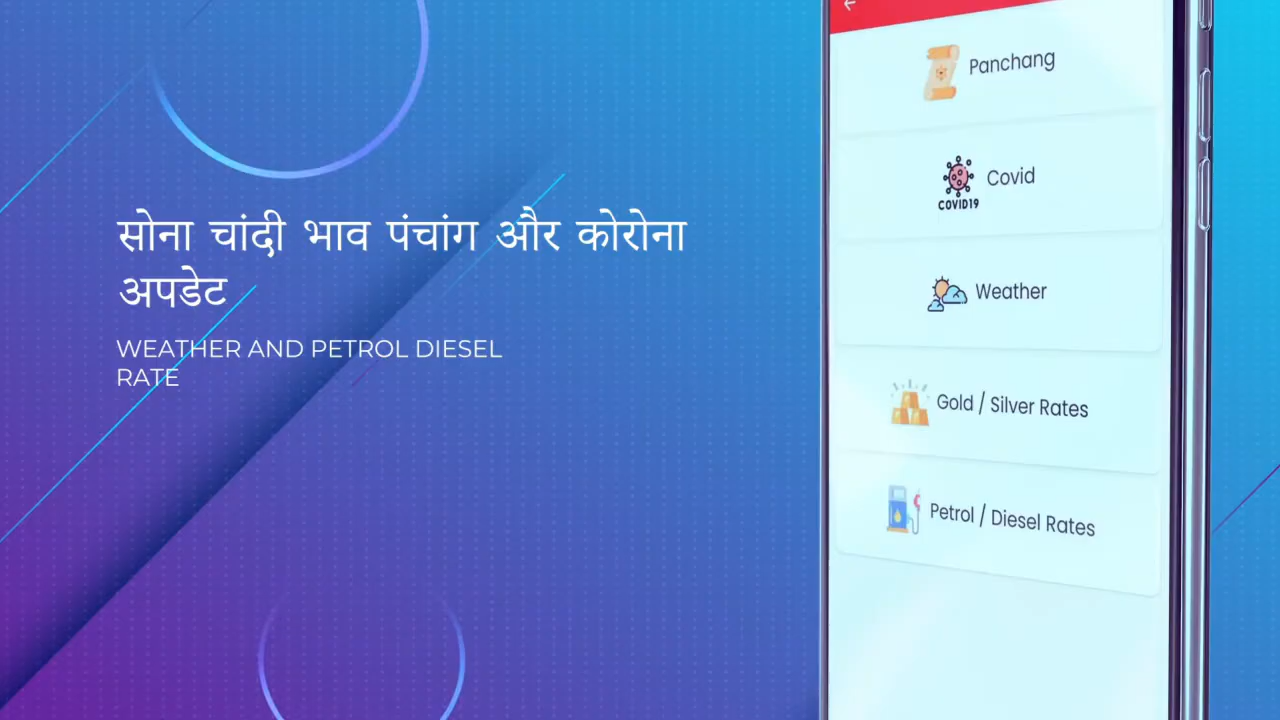 सोना चांदी भाव पंचांग और कोरोना
अपडेट
WEATHER AND PETROL DIESEL
RATE
Panchang
COVID19
Covid
Weather
Gold / Silver Rates
Petrol / Diesel Rates